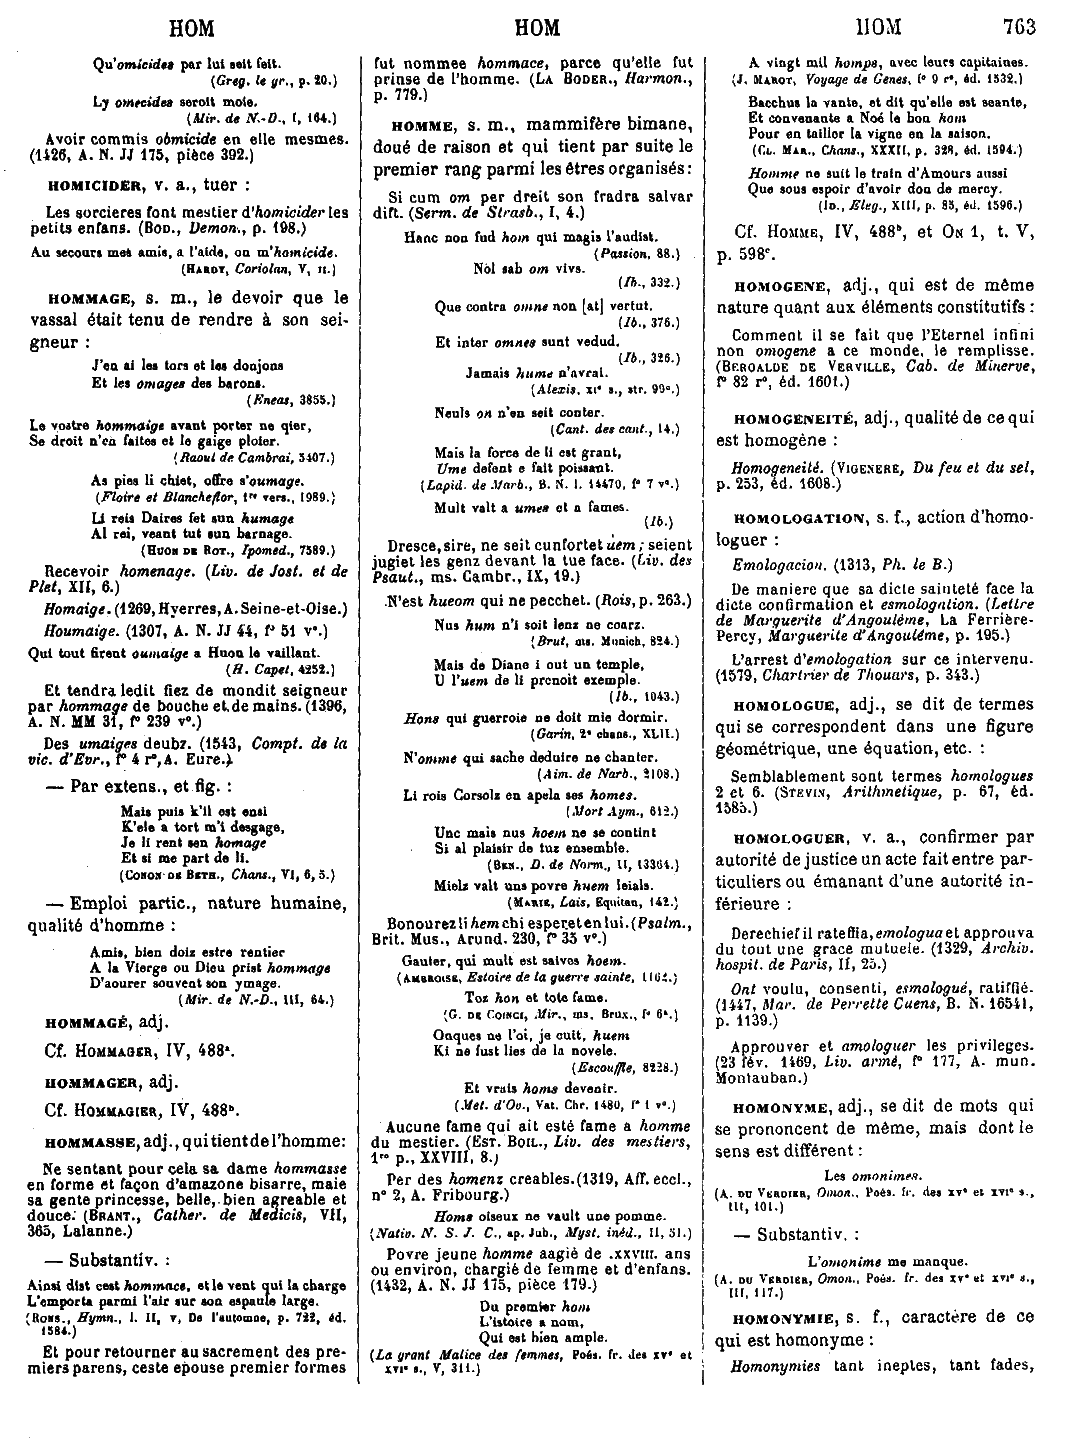 HOM
HOM
HOM 763
Qu'omicides par lui seit feit.
(Greg. le gr., p. 20.)
Ly omecides seroit moie.
(Mir. de N.-D., I, 164.)
Avoir commis obmicide en elle mesmes.
(1426, A. N. JJ 175, pièce 392.)
HOMICIDER, v. a., tuer :
Les sorcieres font mestier d'homicider les
petits enfans. (BOD., Demon., p. 198.)
Au secours mes amis, a l'aide, on m'homicide.
(HARDY, Coriolan, V, II.)
HOMMAGE, s. m., le devoir que le
vassal était tenu de rendre à son sei-
gneur :
J'en ai les tors et les donjons
Et les omages des barons.
(Eneas, 3855.)
Le vostre hommaige avant porter ne qier,
Se droit n'en faites et le gaige ploier.
(Raoul de Cambrai, 5407.)
As pies li chiet, offre s'oumage.
(Floire et Blancheflor, 1re vers., 1989.)
Li reis Daires fet sun humage
Al rei, veant tut sun barnage.
(HUON DE ROT., Ipomed., 7589.)
Recevoir homenage. (Liv. de Jost. et de
Plet, XII, 6.)
Homaige. (1269, Hyerres, A. Seine-et-Oise.)
Houmaige. (1307, A. N. JJ 44, f° 51 v°.)
Qui tout firent oumaige a Huon le vaillant.
(H. Capet, 4252.)
Et tendra ledit fiez de mondit seigneur
par hommage de bouche et de mains. (1396,
A. N. MM 31, f° 239 v°.)
Des umaiges deubz. (1543, Compt. de la
vic. d'Evr., f° 4 r°, A. Eure.)
— Par extens., et fig. :
Mais puis k'il est ensi
K'ele a tort m'i desgage,
Je li rent sen homage
Et si me part de li.
(CONON DE BETH., Chans., VI, 6, 5.)
— Emploi partic., nature humaine,
qualité d'homme :
Amis, bien doiz estre rentier
A la Vierge ou Dieu prist hommage
D'aourer souvent son ymage.
(Mir. de N.-D., III, 64.)
HOMMAGÉ, adj.
Cf. HOMMAGER, IV, 488a.
HOMMAGER, adj.
Cf. HOMMAGIER, IV, 488b.
HOMMASSE, adj., qui tient de l'homme :
Ne sentant pour cela sa dame hommasse
en forme et façon d'amazone bisarre, maie
sa gente princesse, belle, bien agreable et
douce. (BRANT., Cather. de Medicis, VII,
365, Lalanne.)
— Substantiv. :
Ainsi dist cest hommace, et le vent qui la charge
L'emporta parmi l'air sur son espaule large.
(RONS., Hymn., l. II, V, De l'automne, p. 722, éd.
1584.)
Et pour retourner au sacrement des pre-
miers parens, ceste epouse premier formes
fut nommee hommace, parce qu'elle fut
prinse de l'homme. (LA BODER., Harmon.,
p. 779.)
HOMME, s. m., mammifère bimane,
doué de raison et qui tient par suite le
premier rang parmi les êtres organisés :
Si cum om per dreit son fradra salvar
dift. (Serm. de Strasb., I, 4.)
Hanc non fud hom qui magis l'audist.
(Passion, 88.)
Nöl sab om vivs.
(Ib., 332.)
Que contra omne non [at] vertut.
(Ib., 376.)
Et inter omnes sunt vedud.
(Ib., 326.)
Jamais hume n'avrai.
(Alexis, XIe s., str. 99e.)
Neuls on n'en seit conter.
(Cant. des cant., 14.)
Mais la force de li est grant,
Ume defent e fait poissant.
(Lapid. de Marb., B. N. l. 14470, f° 7 v°.)
Mult valt a umes et a fames.
(Ib.)
Dresce, sire, ne seit cunfortet üem; seient
jugiet les genz devant la tue face. (Liv. des
Psaut., ms. Cambr., IX, 19.)
N'est hueom qui ne pecchet. (Rois, p. 263.)
Nus hum n'i soit lenz ne coarz.
(Brut, ms. Munich, 824.)
Mais de Diane i out un temple,
U l'uem de li prenoit exemple.
(Ib., 1043.)
Hons qui guerroie ne doit mie dormir.
(Garin, 2e chans., XLII.)
N'omme qui sache deduire ne chanter.
(Aim. de Narb., 2108.)
Li rois Corsolz en apela ses homes.
(Mort Aym., 612.)
Unc mais nus hoem ne se contint
Si al plaisir de tuz ensemble.
(BEN., D. de Norm., II, 13364.)
Mielz valt uns povre huem leials.
(MARIE, Lais, Equitan, 142.)
Bonourez li hem chi esperet en lui. (Psalm.,
Brit. Mus., Arund. 230, f° 35 v°.)
Gauter, qui mult est saives hoem.
(AMBROISE, Estoire de la guerre sainte, 1162.)
Toz hon et tote fame.
(G. DE COINCI, Mir., ms. Brux., f° 6a.)
Onques ne l'oi, je cuit, huem
Ki ne fust lies de la novele.
(Escouffle, 8228.)
Et vrais homs devenir.
(Met. d'Ov., Vat. Chr. 1480, f° 1 v°.)
Aucune fame qui ait esté fame a homme
du mestier. (EST. BOIL., Liv. des mestiers,
1re p., XXVIII, 8.)
Per des homenz creables. (1319, Aff. eccl.,
n° 2, A. Fribourg.)
Homs oiseux ne vault une pomme.
(Nativ. N. S. J. C., ap. Jub., Myst. inéd., II, 51.)
Povre jeune homme aagié de .XXVIII. ans
ou environ, chargié de femme et d'enfans.
(1432, A. N. JJ 175, pièce 179.)
Du premier hom
L'istoire a nom,
Qui est bien ample.
(La grant Malice des femmes, Poés. fr. des XVe et
XVIe s., V, 311.)
A vingt mil homps, avec leurs capitaines.
(J. MAROT, Voyage de Genes, f° 9 r°, éd. 1532.)
Bacchus la vante, et dit qu'elle est seante,
Et convenante a Noé le bon hom
Pour en tailler la vigne en la saison.
(CL. MAR., Chans., XXXII, p. 328, éd. 1594.)
Homme ne suit le train d'Amours aussi
Que sous espoir d'avoir don de mercy.
(ID., Eleg., XIII, p. 85, éd. 1596.)
Cf. HOMME, IV, 488b, et ON 1, t. V,
p. 598c.
HOMOGENE, adj., qui est de même
nature quant aux éléments constitutifs :
Comment il se fait que l'Eternel infini
non omogene a ce monde, le remplisse.
(BEROALDE DE VERVILLE, Cab. de Minerve,
f° 82 r°, éd. 1601.)
HOMOGENEITÉ, adj., qualité de ce qui
est homogène :
Homogeneité. (VIGENERE, Du feu et du sel,
p. 253, éd. 1608.)
HOMOLOGATION, s. f., action d'homo-
loguer :
Emologacion. (1313, Ph. le B.)
De maniere que sa dicte sainteté face la
dicte confirmation et esmologation. (Lettre
de Marguerite d'Angoulême, La Ferrière-
Percy, Marguerite d'Angoulême, p. 195.)
L'arrest d'emologation sur ce intervenu.
(1579, Chartrier de Thouars, p. 343.)
HOMOLOGUE, adj., se dit de termes
qui se correspondent dans une figure
géométrique, une équation, etc. :
Semblablement sont termes homologues
2 et 6. (STEVIN, Arithmetique, p. 67, éd.
1585.)
HOMOLOGUER, v. a., confirmer par
autorité de justice un acte fait entre par-
ticuliers ou émanant d'une autorité in-
férieure :
Derechief il rateffia, emologua et approuva
du tout une grace mutuele. (1329, Archiv.
hospit. de Paris, II, 25.)
Ont voulu, consenti, esmologué, ratiffié.
(1447, Mar. de Perrette Cuens, B. N. 16541,
p. 1139.)
Approuver et amologuer les privileges.
(23 fév. 1469, Liv. armé, f° 177, A. mun.
Montauban.)
HOMONYME, adj., se dit de mots qui
se prononcent de même, mais dont le
sens est différent :
Les omonimes.
(A. DU VERDIER, Omon., Poés. fr. des XVe et XVIe s.,
III, 101.)
— Substantiv. :
L'omonime me manque.
(A. DU VERDIER, Omon., Poés. fr. des XVe et XVIe s.,
III, 117.)
HOMONYMIE, s. f., caractère de ce
qui est homonyme :
Homonymies tant ineptes, tant fades,